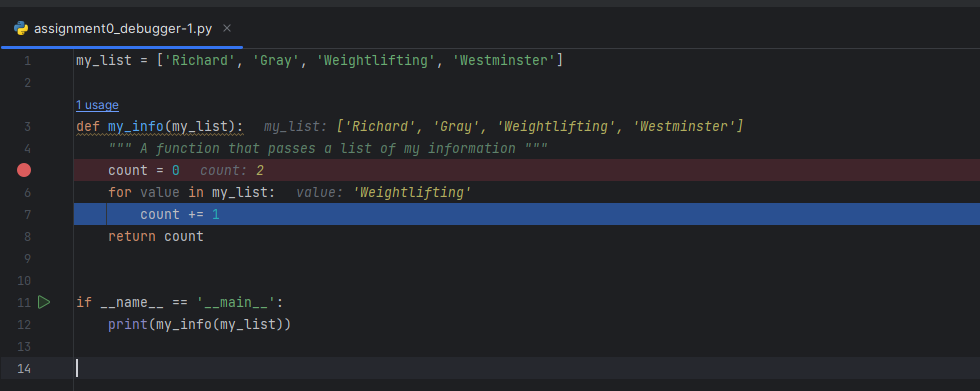 assignment0_debugger-1.py
1 my_list = ['Richard', 'Gray', 'Weightlifting', 'Westminster']
2
1 usage
3 def my_info(my_list): my_list: ['Richard', 'Gray', 'Weightlifting', 'Westminster']
4 """ A function that passes a list of my information """
count = 0 count: 2
6 for value in my_list: value: 'Weightlifting'
7 count += 1
8 return count
9
10
11 if __name__ == '__main__':
12 print(my_info(my_list))
13
14